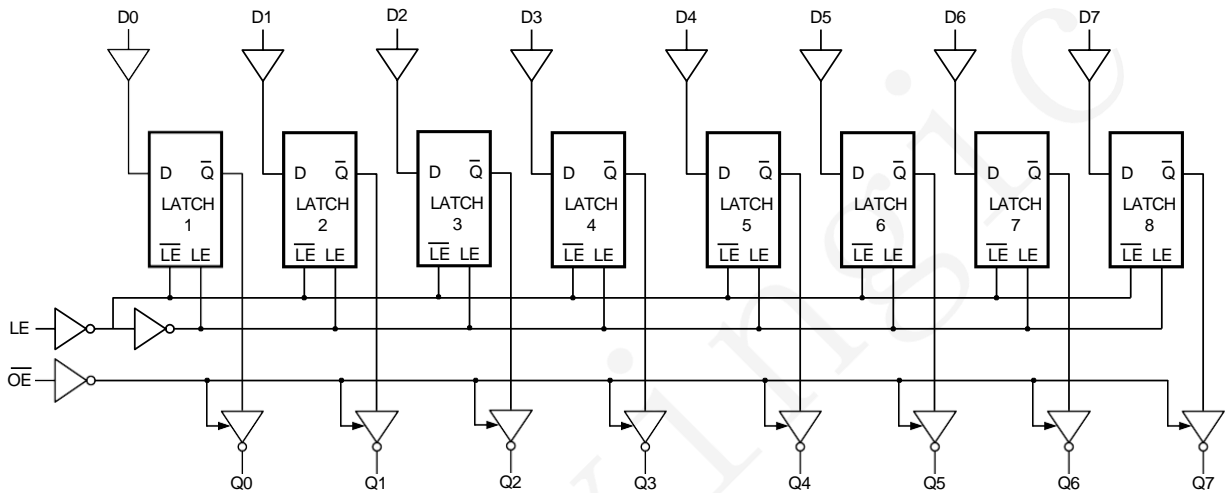 D0 D1 D2 D3 D4 D5 D6 D7
D Q̅ D Q̅ D Q̅ D Q̅ D Q̅ D Q̅ D Q̅ D Q̅
LATCH LATCH LATCH LATCH LATCH LATCH LATCH LATCH
1 2 3 4 5 6 7 8
L̅E̅ LE L̅E̅ LE L̅E̅ LE L̅E̅ LE L̅E̅ LE L̅E̅ LE L̅E̅ LE L̅E̅ LE
LE
O̅E̅
Q0 Q1 Q2 Q3 Q4 Q5 Q6 Q7